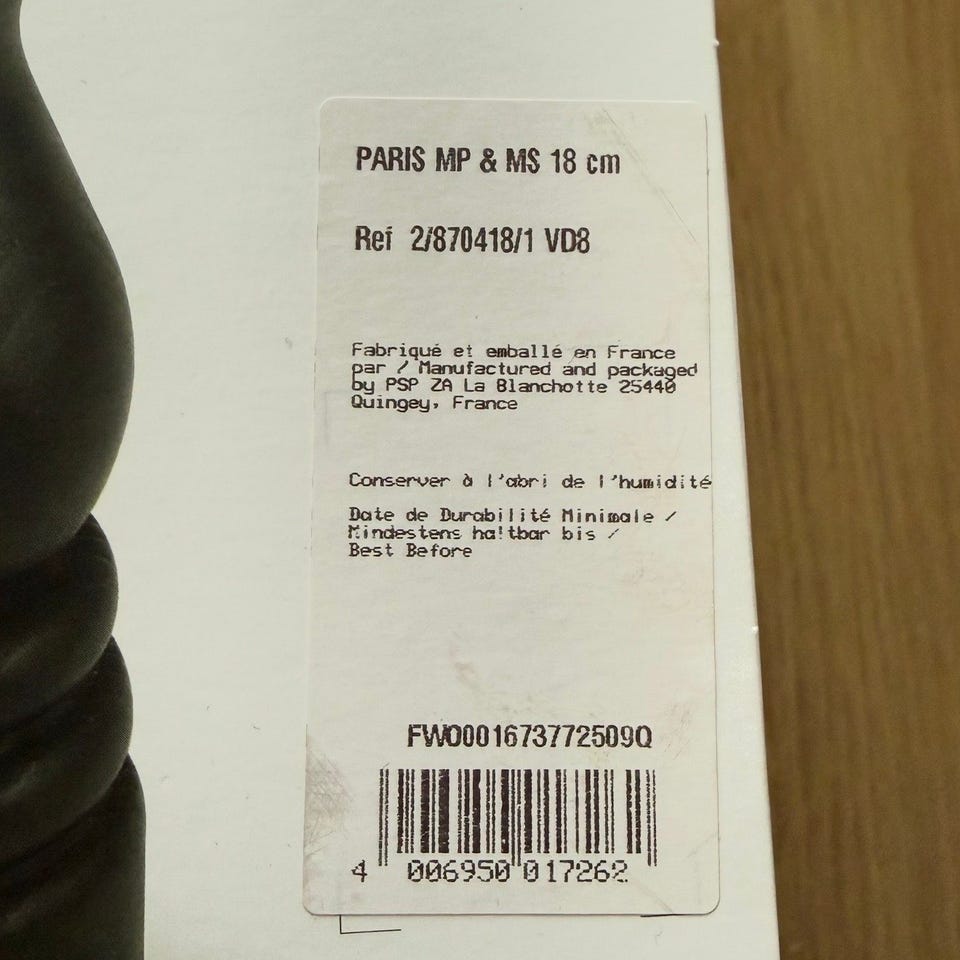 PARIS MP & MS 18 cm
Ref 2/870418/1 VD8
Fabriqué et emballé en France
par / Manufactured and packaged
by PSP ZA La Blanchotte 25440
Quingey, France
Conserver à l'abri de l'humidité
Date de Durabilité Minimale /
Mindestens haltbar bis /
Best Before
FWO0016737725090
4 006950 017262